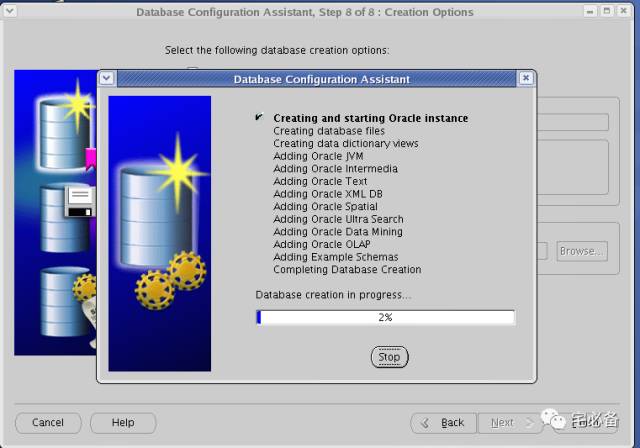 Database Configuration Assistant, Step 8 of 8 : Creation Options
Select the following database creation options:
Database Configuration Assistant
Creating and starting Oracle instance
Creating database files
Creating data dictionary views
Adding Oracle JVM
Adding Oracle Intermedia
Adding Oracle Text
Adding Oracle XML DB
Adding Oracle Spatial
Adding Oracle Ultra Search
Adding Oracle Data Mining
Adding Oracle OLAP
Adding Example Schemas
Completing Database Creation
Database creation in progress...
2%
Stop
Browse...
Cancel
Help
Back
Next
必备